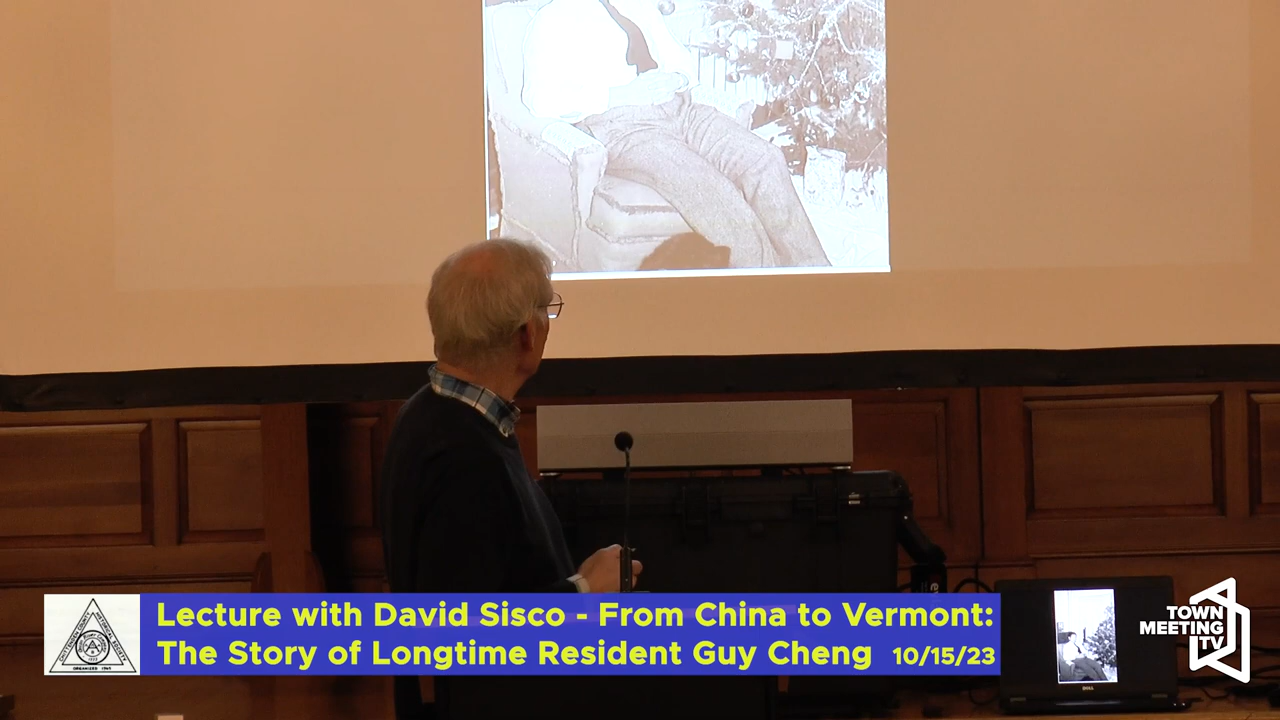 Lecture with David Sisco - From China to Vermont:
The Story of Longtime Resident Guy Cheng 10/15/23
TOWN
MEETING
TV
DELL